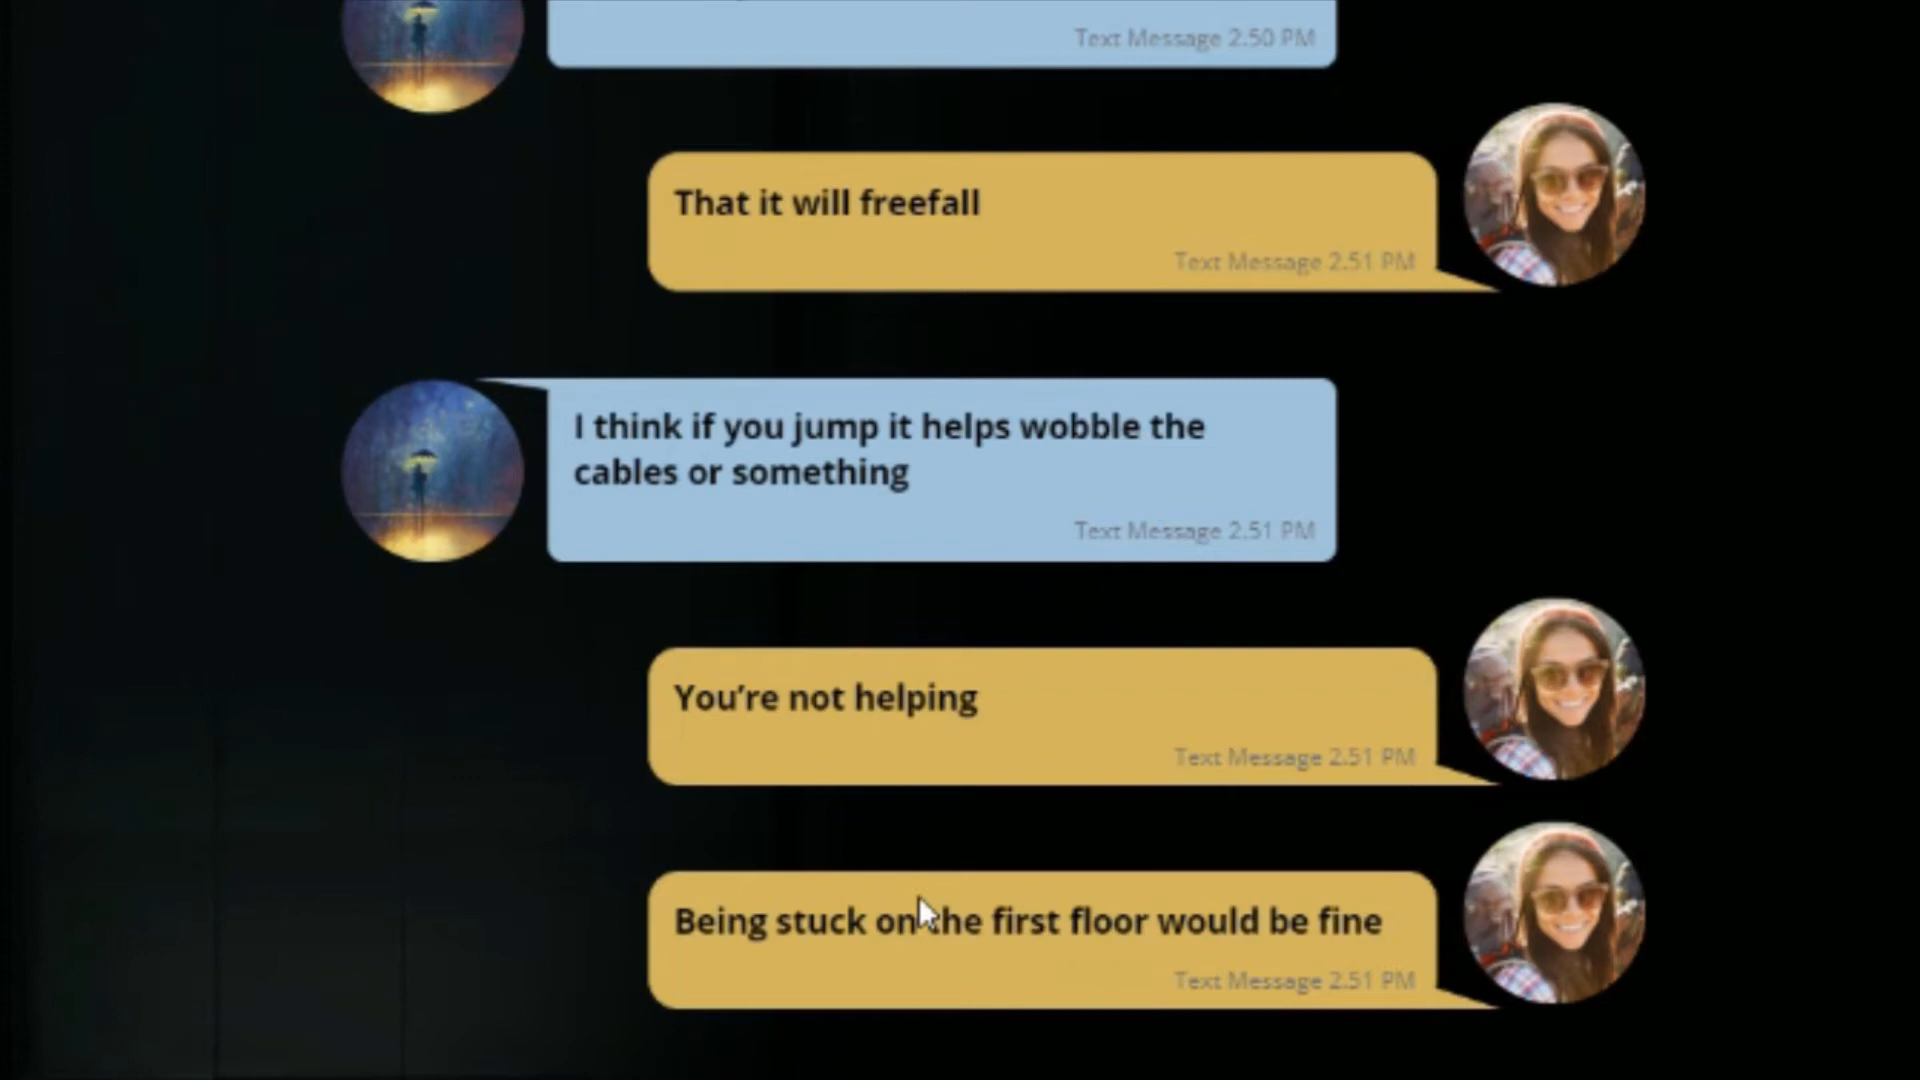 Text Message 2.50 PM
That it will freefall
Text Message 2.51 PM
I think if you jump it helps wobble the
cables or something
Text Message 2.51 PM
You’re not helping
Text Message 2.51 PM
Being stuck on the first floor would be fine
Text Message 2.51 PM